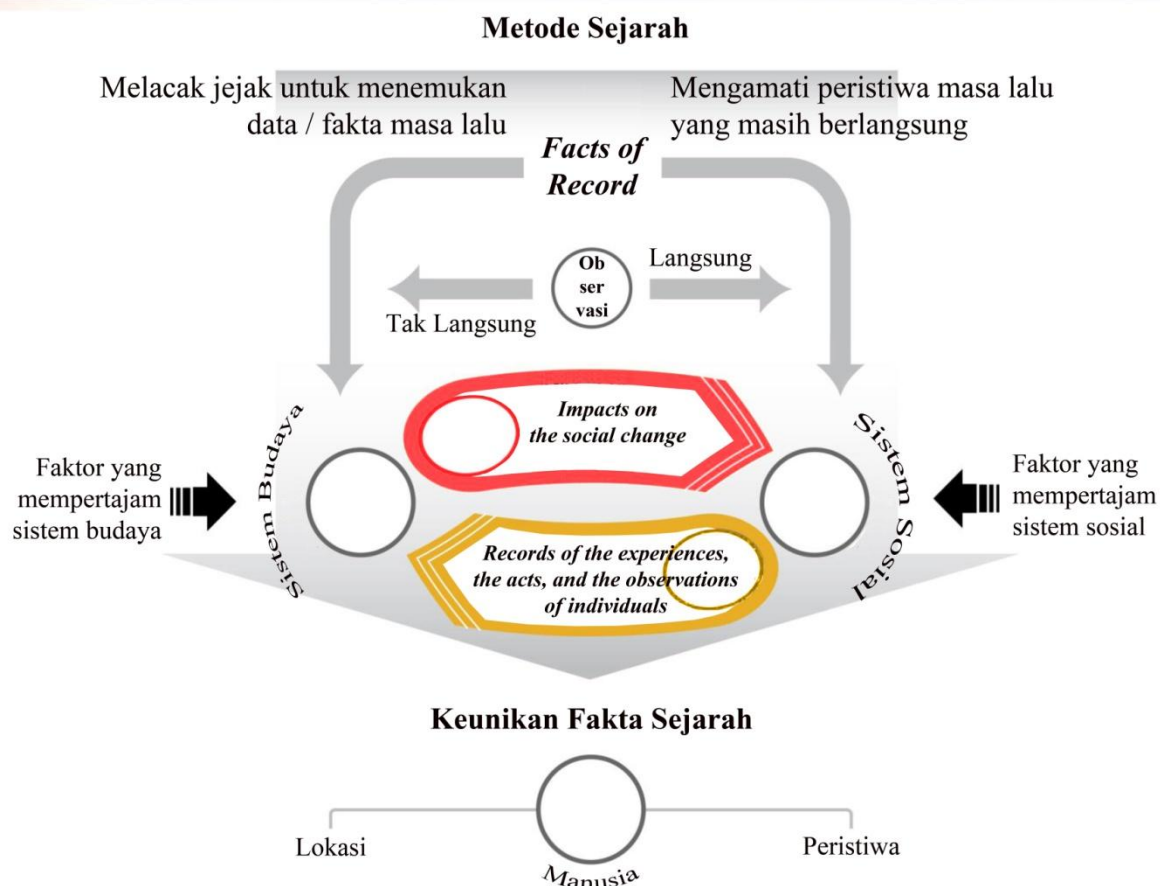 Metode Sejarah
Melacak jejak untuk menemukan
data / fakta masa lalu
Mengamati peristiwa masa lalu
yang masih berlangsung
Facts of
Record
Ob
ser
vasi
Langsung
Tak Langsung
Impacts on
the social change
Sistem Budaya
Sistem Sosial
Faktor yang
mempertajam
sistem budaya
Faktor yang
mempertajam
sistem sosial
Records of the experiences,
the acts, and the observations
of individuals
Keunikan Fakta Sejarah
Lokasi
Peristiwa
Manusia